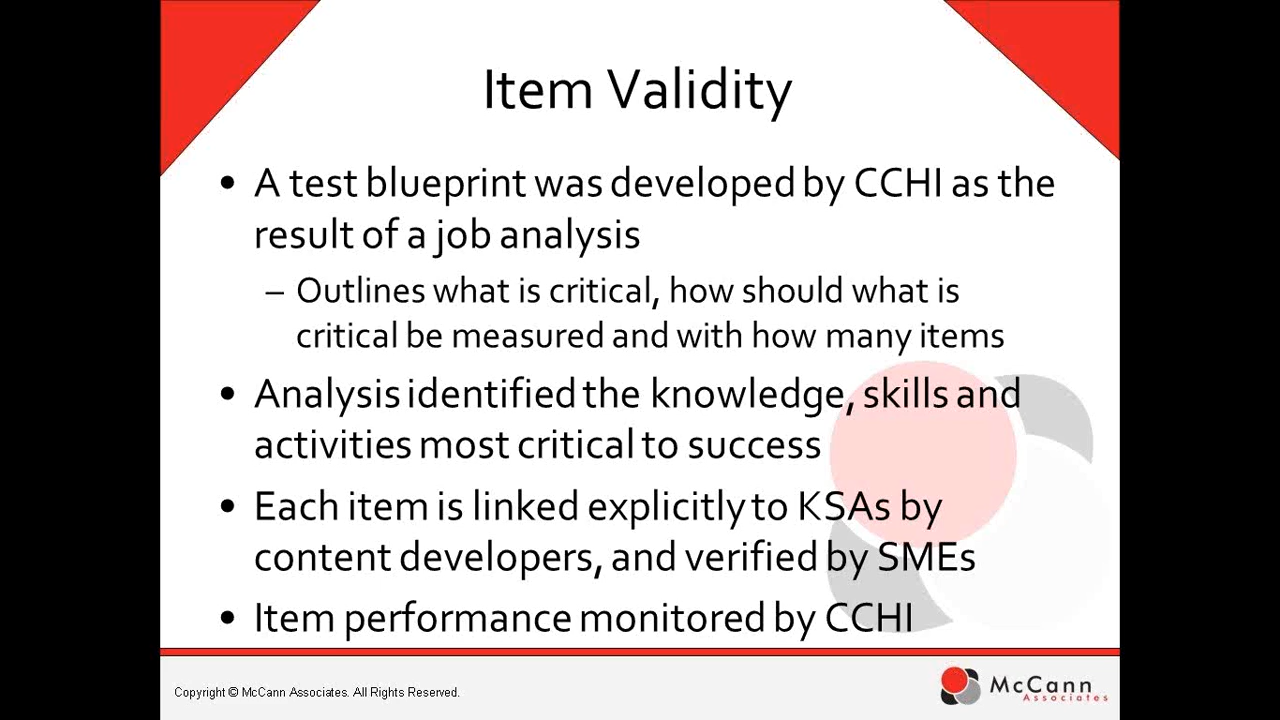 Item Validity
• A test blueprint was developed by CCHI as the
result of a job analysis
– Outlines what is critical, how should what is
critical be measured and with how many items
• Analysis identified the knowledge, skills and
activities most critical to success
• Each item is linked explicitly to KSAs by
content developers, and verified by SMEs
• Item performance monitored by CCHI
Copyright © McCann Associates. All Rights Reserved.
McCann
Associates